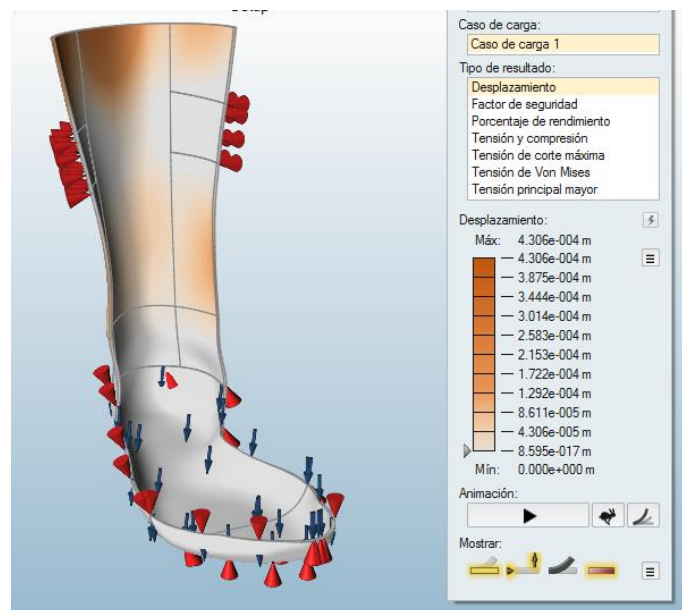 Caso de carga:
Caso de carga 1
Tipo de resultado:
Desplazamiento
Factor de seguridad
Porcentaje de rendimiento
Tensión y compresión
Tensión de corte máxima
Tensión de Von Mises
Tensión principal mayor
Desplazamiento:
Máx: 4.306e-004 m
4.306e-004 m
3.875e-004 m
3.444e-004 m
3.014e-004 m
2.583e-004 m
2.153e-004 m
1.722e-004 m
1.292e-004 m
8.611e-005 m
4.306e-005 m
8.595e-017 m
Mín: 0.000e+000 m
Animación:
Mostrar: